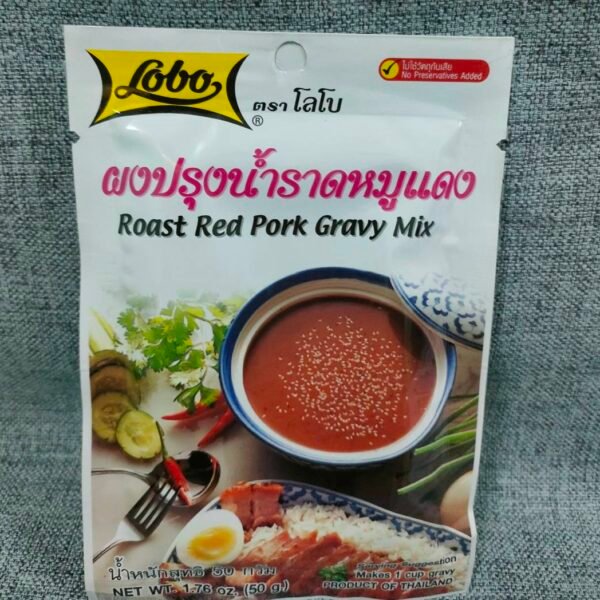 Lobo
ตรา โลโบ
®
ไม่ใช้วัตถุกันเสีย
No Preservatives Added
ผงปรุงน้ำราดหมูแดง
Roast Red Pork Gravy Mix
น้ำหนักสุทธิ 50 กรัม
NET WT. 1.76 oz. (50 g)
Serving Suggestion
Makes 1 cup gravy
PRODUCT OF THAILAND